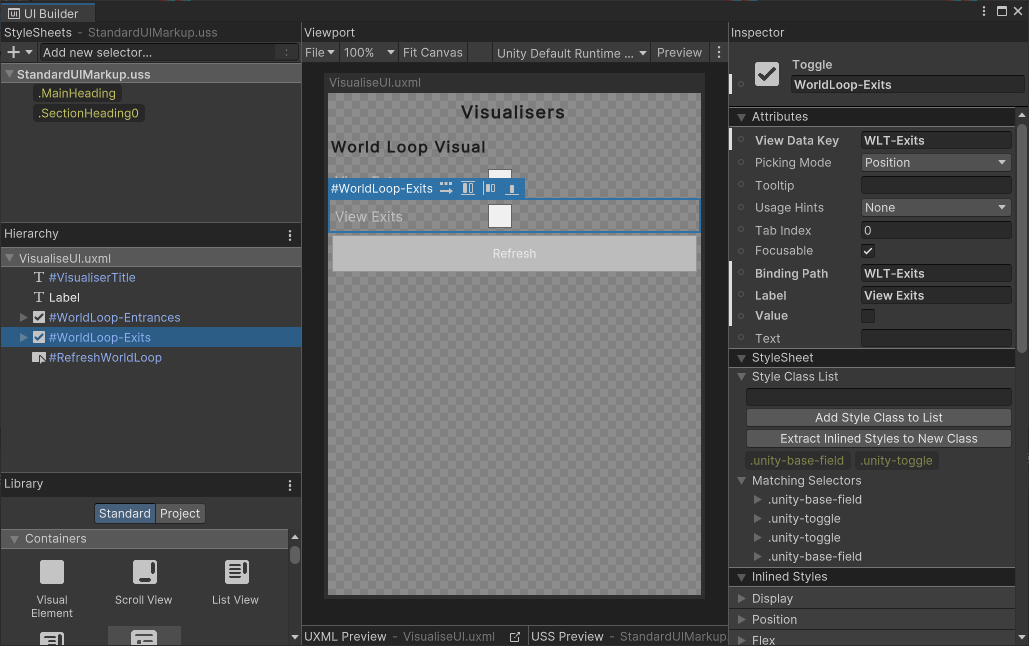 UI Builder
StyleSheets - StandardUIMarkup.uss
Add new selector...
StandardUIMarkup.uss
.MainHeading
.SectionHeading0
Hierarchy
VisualiseUI.uxml
#VisualiserTitle
Label
#WorldLoop-Entrances
#WorldLoop-Exits
#RefreshWorldLoop
Library
Standard Project
Containers
Visual Element
Scroll View
List View
Viewport
File 100% Fit Canvas Unity Default Runtime ... Preview
VisualiseUI.uxml
Visualisers
World Loop Visual
#WorldLoop-Exits
View Exits
Refresh
UXML Preview - VisualiseUI.uxml USS Preview - StandardUIMarkup
Inspector
Toggle
WorldLoop-Exits
Attributes
View Data Key WLT-Exits
Picking Mode Position
Tooltip
Usage Hints None
Tab Index 0
Focusable
Binding Path WLT-Exits
Label View Exits
Value
Text
StyleSheet
Style Class List
Add Style Class to List
Extract Inlined Styles to New Class
.unity-base-field .unity-toggle
Matching Selectors
.unity-base-field
.unity-toggle
.unity-toggle
.unity-base-field
Inlined Styles
Display
Position
Flex